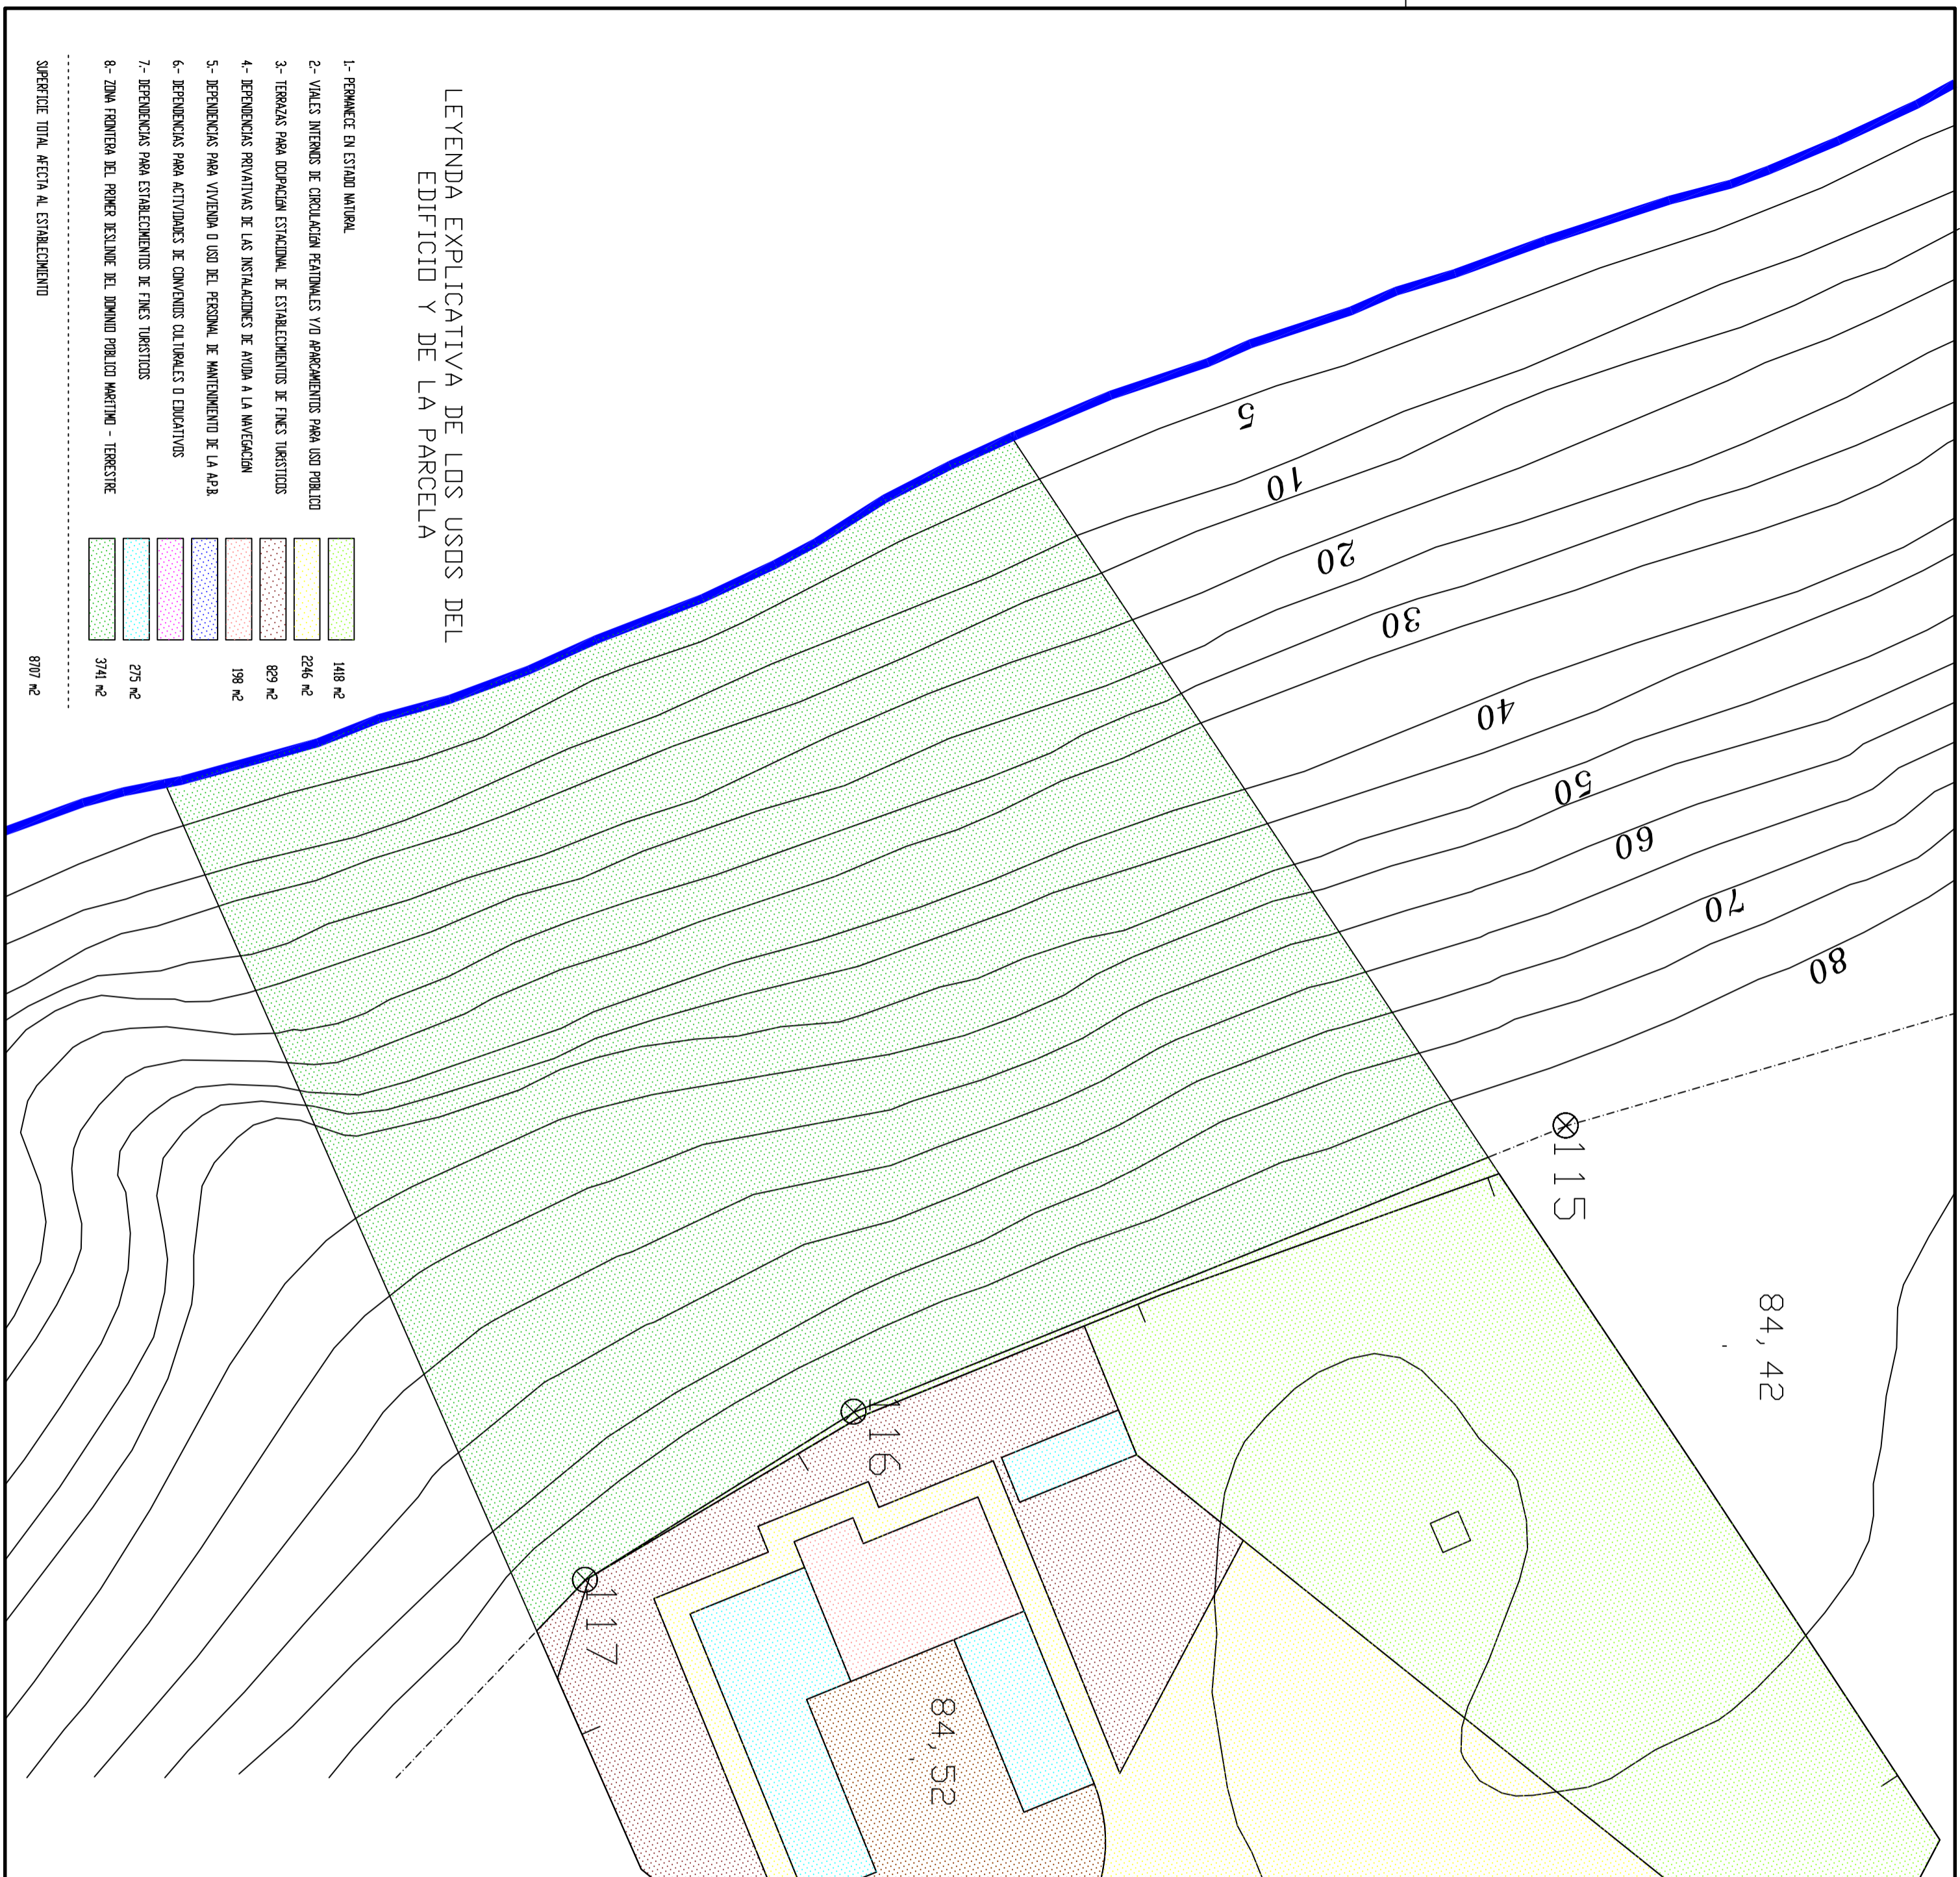 LEYENDA EXPLICATIVA DE LOS USOS DEL
EDIFICIO Y DE LA PARCELA
1.- PERMANECE EN ESTADO NATURAL 1418 m2
2.- VIALES INTERNOS DE CIRCULACIóN PEATONALES Y/O APARCAMIENTOS PARA USO PÚBLICO 2246 m2
3.- TERRAZAS PARA OCUPACIóN ESTACIONAL DE ESTABLECIMIENTOS DE FINES TURíSTICOS 829 m2
4.- DEPENDENCIAS PRIVATIVAS DE LAS INSTALACIONES DE AYUDA A LA NAVEGACIóN 198 m2
5.- DEPENDENCIAS PARA VIVIENDA O USO DEL PERSONAL DE MANTENIMIENTO DE LA A.P.B.
6.- DEPENDENCIAS PARA ACTIVIDADES DE CONVENIOS CULTURALES O EDUCATIVOS
7.- DEPENDENCIAS PARA ESTABLECIMIENTOS DE FINES TURíSTICOS 275 m2
8.- ZONA FRONTERA DEL PRIMER DESLINDE DEL DOMINIO PÚBLICO MARíTIMO - TERRESTRE 3741 m2
SUPERFICIE TOTAL AFECTA AL ESTABLECIMIENTO 8707 m2
5
10
20
30
40
50
60
70
80
115
84,42
116
117
84,52